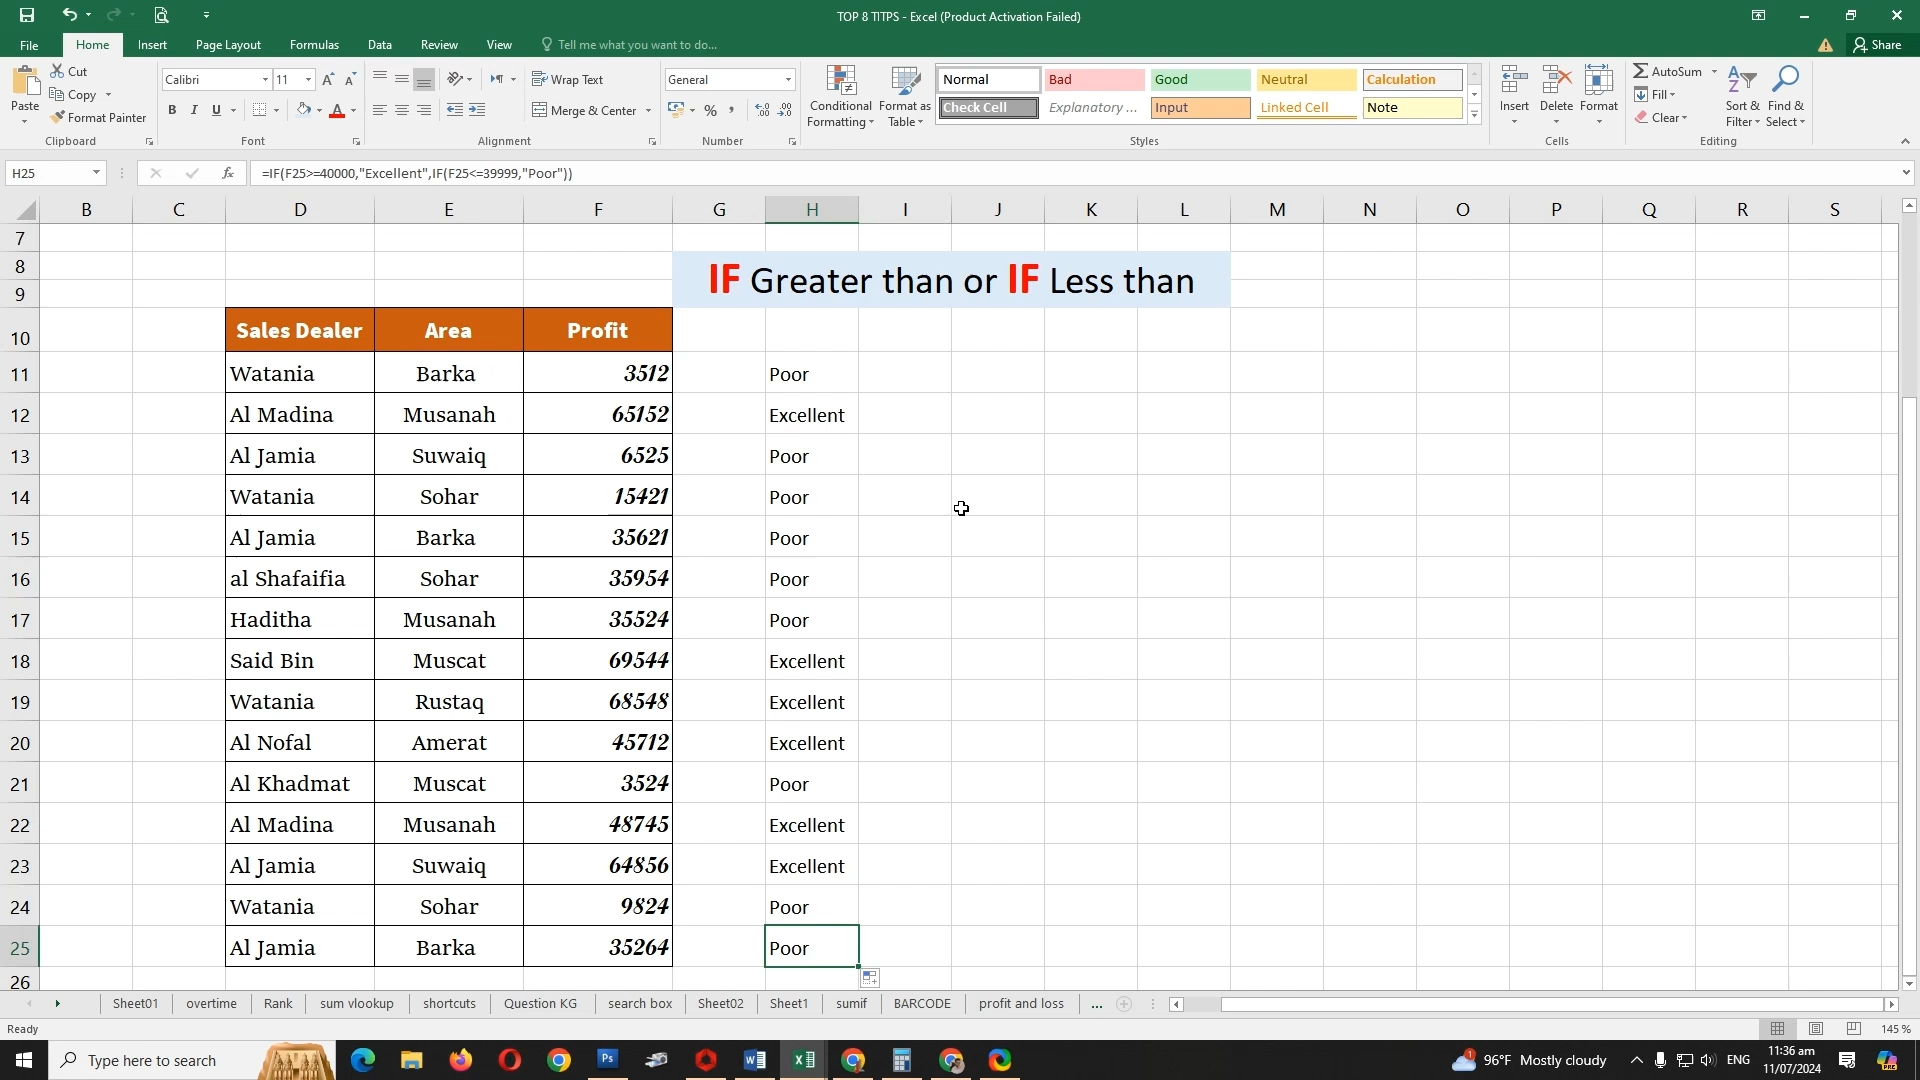 TOP 8 TITPS - Excel (Product Activation Failed)
File Home Insert Page Layout Formulas Data Review View Tell me what you want to do... Share
Paste Cut Copy Format Painter Clipboard
Calibri 11 A A B I U A Font
Wrap Text Merge & Center Alignment
General % , Number
Conditional Formatting Format as Table
Normal Bad Good Neutral Calculation
Check Cell Explanatory ... Input Linked Cell Note
Styles
Insert Delete Format Cells
AutoSum Fill Clear Sort & Filter Find & Select Editing
H25 fx =IF(F25>=40000,"Excellent",IF(F25<=39999,"Poor"))
B C D E F G H I J K L M N O P Q R S
7
8
IF Greater than or IF Less than
9
10 Sales Dealer Area Profit
11 Watania Barka 3512 Poor
12 Al Madina Musanah 65152 Excellent
13 Al Jamia Suwaiq 6525 Poor
14 Watania Sohar 15421 Poor
15 Al Jamia Barka 35621 Poor
16 al Shafaifia Sohar 35954 Poor
17 Haditha Musanah 35524 Poor
18 Said Bin Muscat 69544 Excellent
19 Watania Rustaq 68548 Excellent
20 Al Nofal Amerat 45712 Excellent
21 Al Khadmat Muscat 3524 Poor
22 Al Madina Musanah 48745 Excellent
23 Al Jamia Suwaiq 64856 Excellent
24 Watania Sohar 9824 Poor
25 Al Jamia Barka 35264 Poor
26
Sheet01 overtime Rank sum vlookup shortcuts Question KG search box Sheet02 Sheet1 sumif BARCODE profit and loss ...
Ready 145 %
Type here to search 96°F Mostly cloudy ENG 11:36 am
11/07/2024